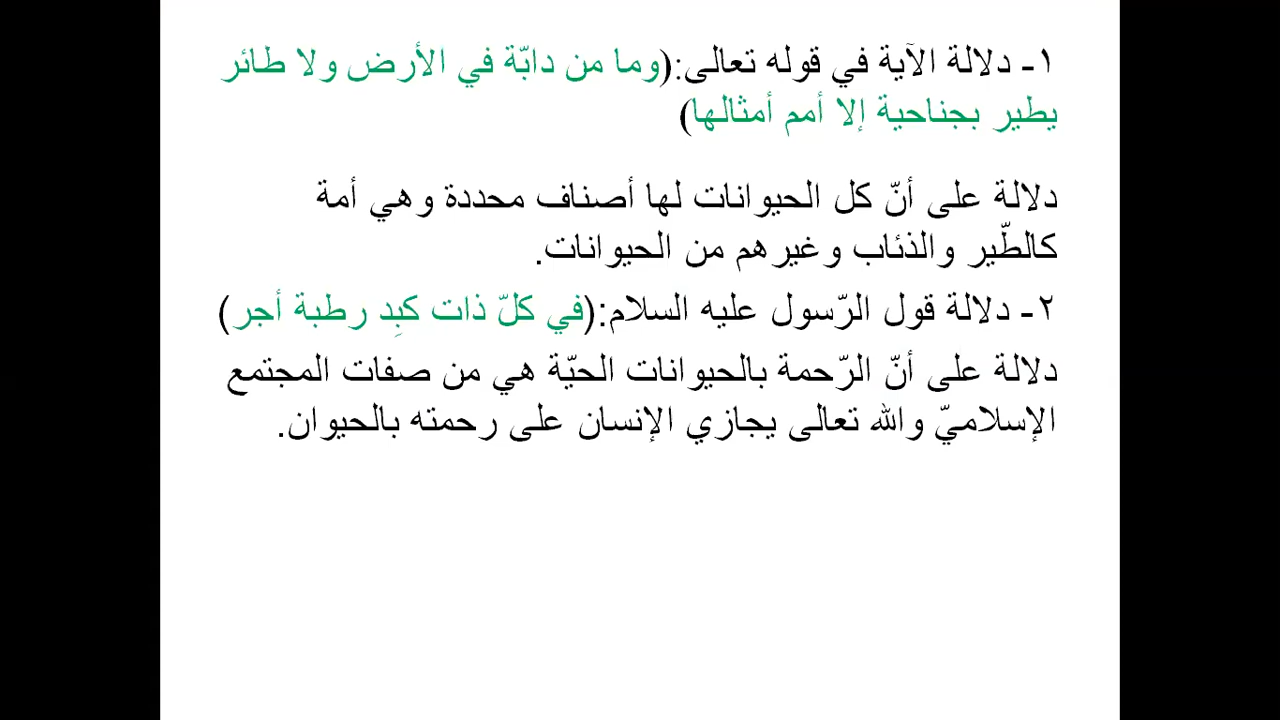 ١- دلالة الآية في قوله تعالى:(وما من دابّة في الأرض ولا طائر
يطير بجناحية إلا أمم أمثالها)
دلالة على أنّ كل الحيوانات لها أصناف محددة وهي أمة
كالطّير والذئاب وغيرهم من الحيوانات.
٢- دلالة قول الرّسول عليه السلام:(في كلّ ذات كبِد رطبة أجر)
دلالة على أنّ الرّحمة بالحيوانات الحيّة هي من صفات المجتمع
الإسلاميّ والله تعالى يجازي الإنسان على رحمته بالحيوان.